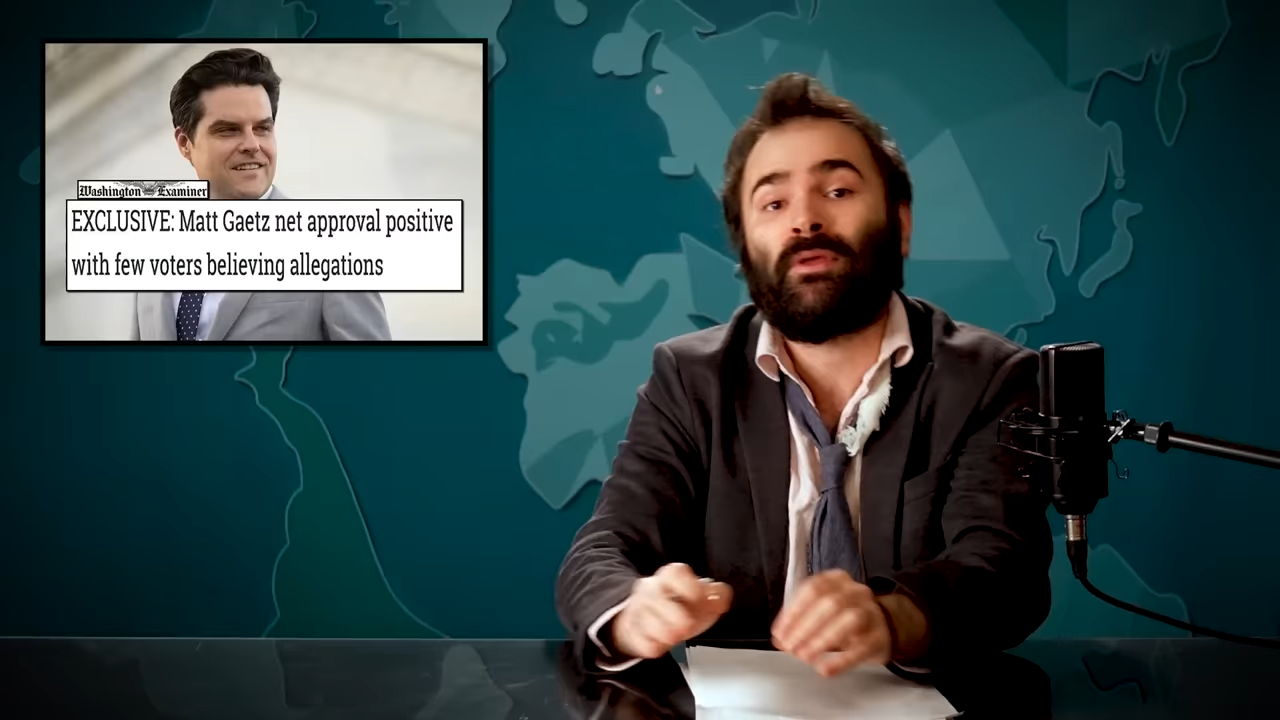 Washington Examiner
EXCLUSIVE: Matt Gaetz net approval positive
with few voters believing allegations